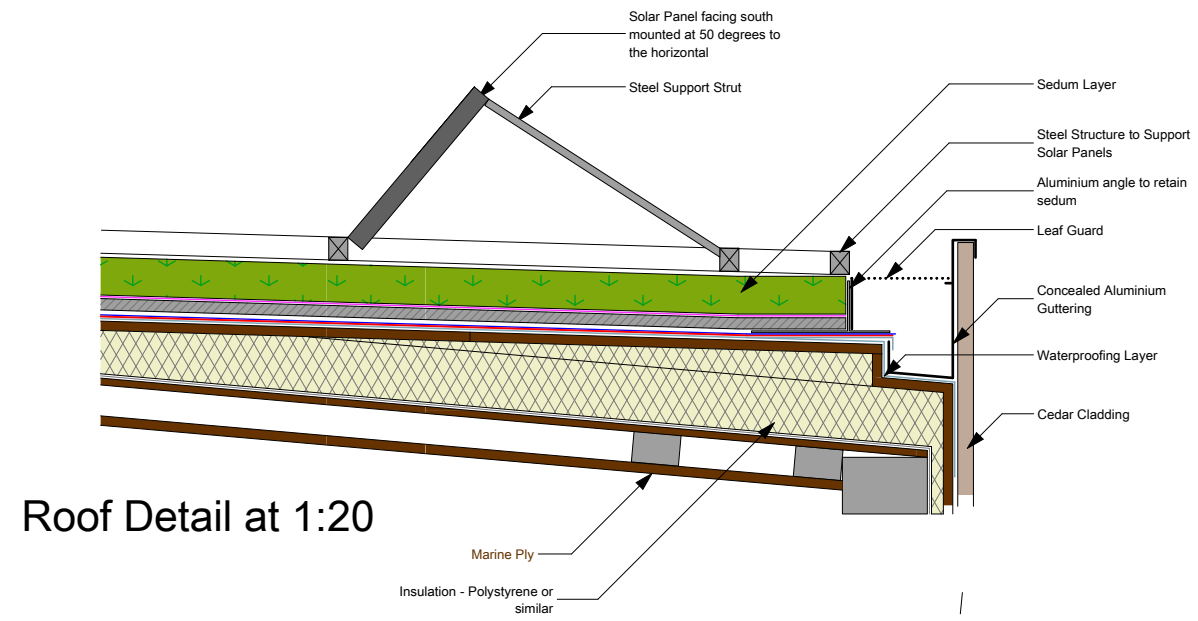 Solar Panel facing south
mounted at 50 degrees to
the horizontal
Steel Support Strut
Sedum Layer
Steel Structure to Support
Solar Panels
Aluminium angle to retain
sedum
Leaf Guard
Concealed Aluminium
Guttering
Waterproofing Layer
Cedar Cladding
Roof Detail at 1:20
Marine Ply
Insulation - Polystyrene or
similar